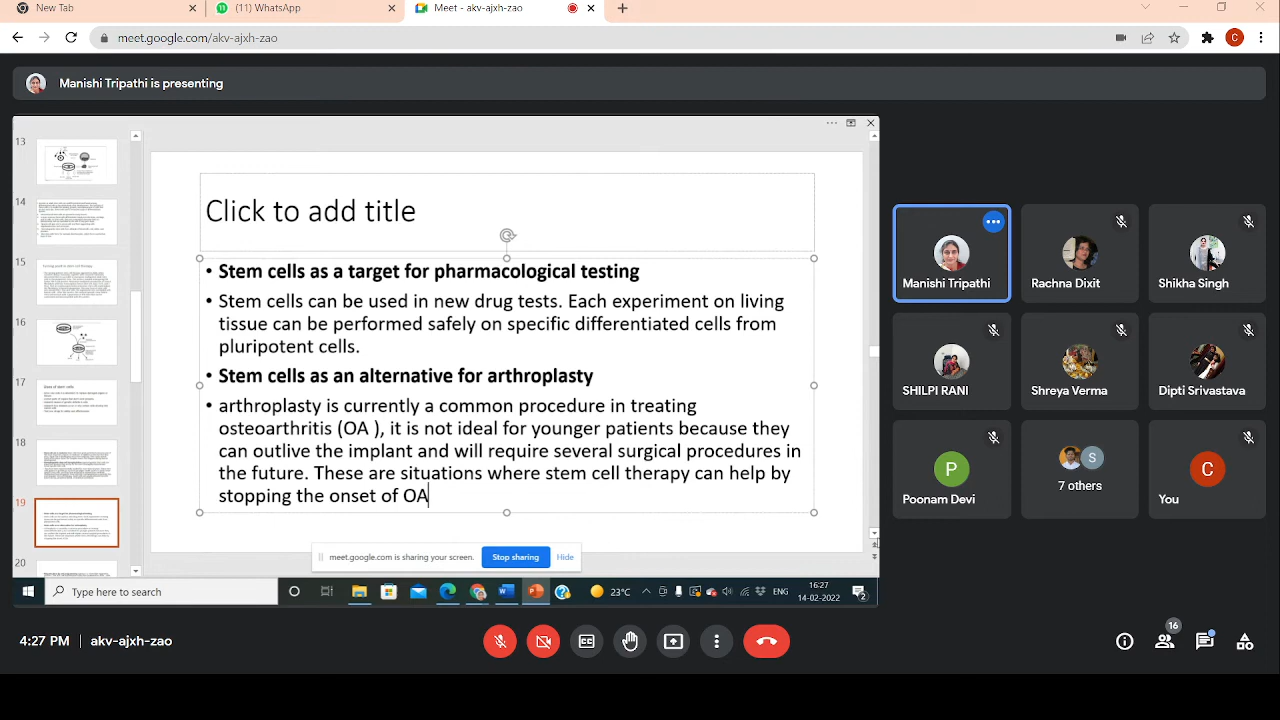 New Tab
(11) WhatsApp
Meet - akv-ajxh-zao
meet.google.com/akv-ajxh-zao
C
Manishi Tripathi is presenting
13
14
15
16
17
Uses of stem cells
18
19
20
Click to add title
• Stem cells as a target for pharmacological testing
• Stem cells can be used in new drug tests. Each experiment on living
tissue can be performed safely on specific differentiated cells from
pluripotent cells.
• Stem cells as an alternative for arthroplasty
• arthroplasty is currently a common procedure in treating
osteoarthritis (OA ), it is not ideal for younger patients because they
can outlive the implant and will require several surgical procedures in
the future. These are situations where stem cell therapy can help by
stopping the onset of OA
meet.google.com is sharing your screen.
Stop sharing
Hide
Type here to search
23°C
ENG
16:27
14-02-2022
2
Manishi Tripathi
Rachna Dixit
Shikha Singh
SHILPI RANI
Shreya Verma
Dipti Srivastava
P
Poonam Devi
S
7 others
C
You
4:27 PM
akv-ajxh-zao
16